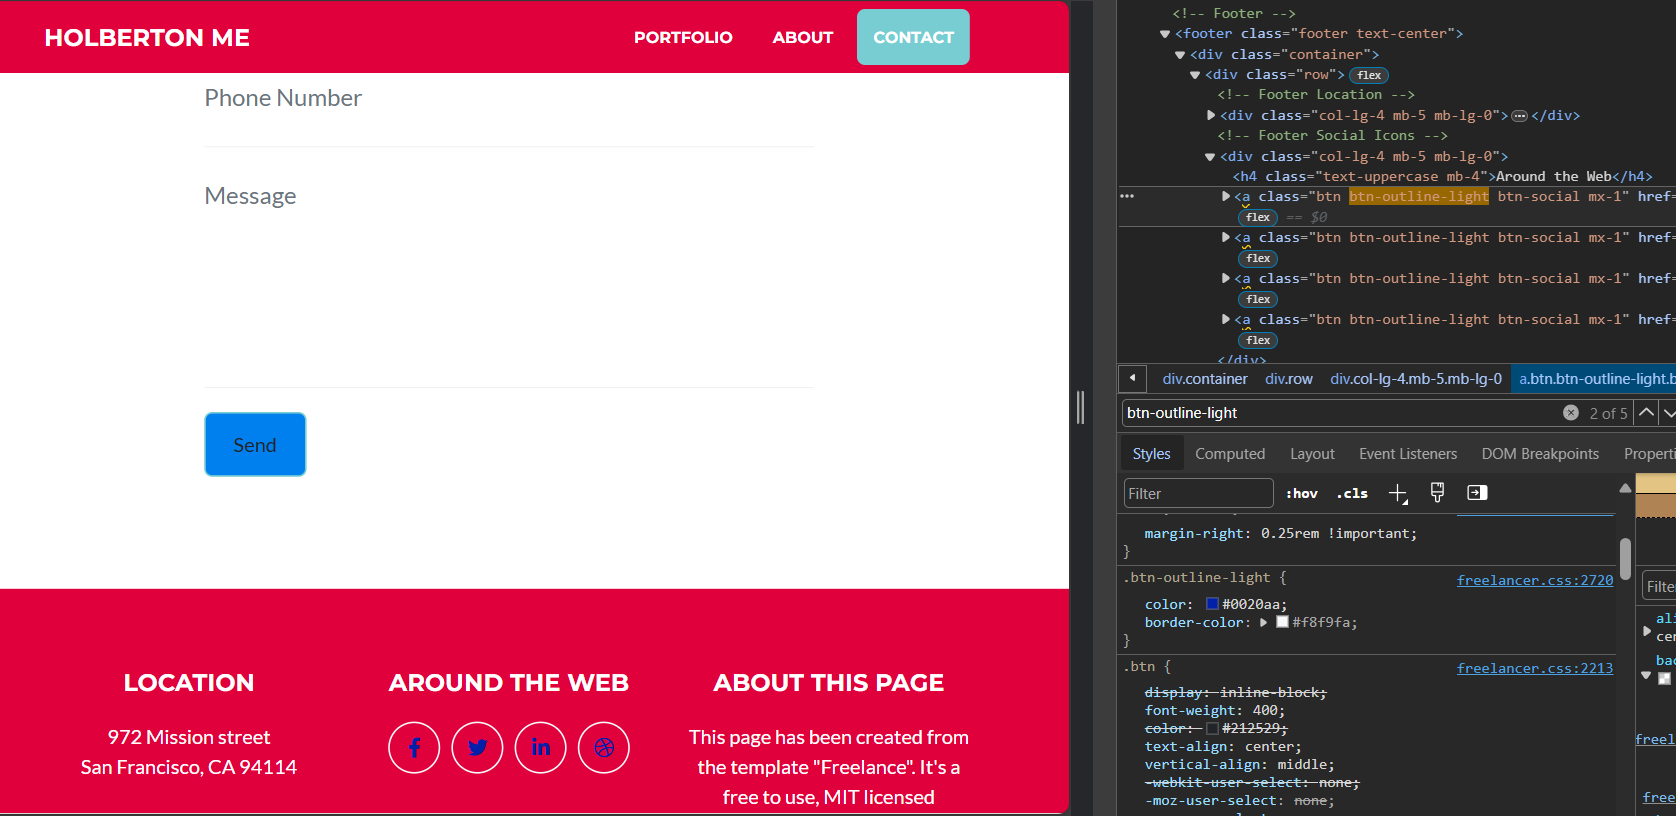 HOLBERTON ME
PORTFOLIO
ABOUT
CONTACT
Phone Number
Message
Send
LOCATION
972 Mission street
San Francisco, CA 94114
AROUND THE WEB
ABOUT THIS PAGE
This page has been created from
the template "Freelance". It's a
free to use, MIT licensed
<!-- Footer -->
<footer class="footer text-center">
<div class="container">
<div class="row"> flex
<!-- Footer Location -->
<div class="col-lg-4 mb-5 mb-lg-0">…</div>
<!-- Footer Social Icons -->
<div class="col-lg-4 mb-5 mb-lg-0">
<h4 class="text-uppercase mb-4">Around the Web</h4>
<a class="btn btn-outline-light btn-social mx-1" href=
flex == $0
<a class="btn btn-outline-light btn-social mx-1" href=
flex
<a class="btn btn-outline-light btn-social mx-1" href=
flex
<a class="btn btn-outline-light btn-social mx-1" href=
flex
</div>
div.container div.row div.col-lg-4.mb-5.mb-lg-0 a.btn.btn-outline-light.b
btn-outline-light 2 of 5
Styles Computed Layout Event Listeners DOM Breakpoints Properti
Filter :hov .cls
margin-right: 0.25rem !important;
}
.btn-outline-light { freelancer.css:2720
color: #0020aa;
border-color: #f8f9fa;
}
.btn { freelancer.css:2213
display: inline-block;
font-weight: 400;
color: #212529;
text-align: center;
vertical-align: middle;
-webkit-user-select: none;
-moz-user-select: none;
Filter
ali
cer
bac
freel
freel